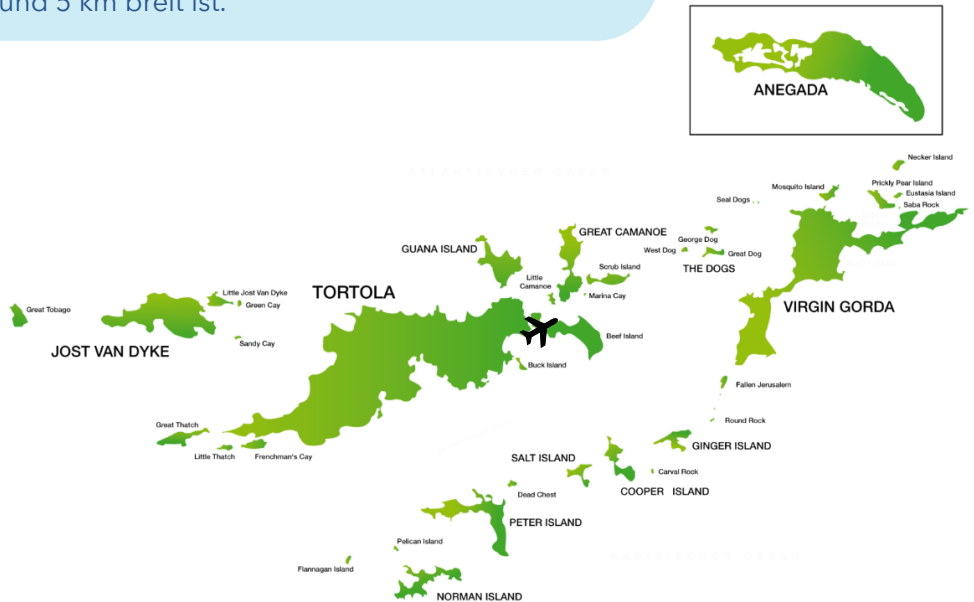 und 5 km breit ist.
ANEGADA
Necker Island
Mosquito Island
Prickly Pear Island
Eustasia Island
Saba Rock
Seal Dogs
GREAT CAMANOE
George Dog
GUANA ISLAND
West Dog
Great Dog
THE DOGS
Scrub Island
Little
Camanoe
Marina Cay
TORTOLA
Little Jost Van Dyke
Green Cay
Great Tobago
VIRGIN GORDA
Sandy Cay
Beef Island
JOST VAN DYKE
Buck Island
Fallen Jerusalem
Round Rock
Great Thatch
GINGER ISLAND
Little Thatch
Frenchman's Cay
SALT ISLAND
Carval Rock
COOPER ISLAND
Dead Chest
PETER ISLAND
Pelican Island
Flannagan Island
NORMAN ISLAND